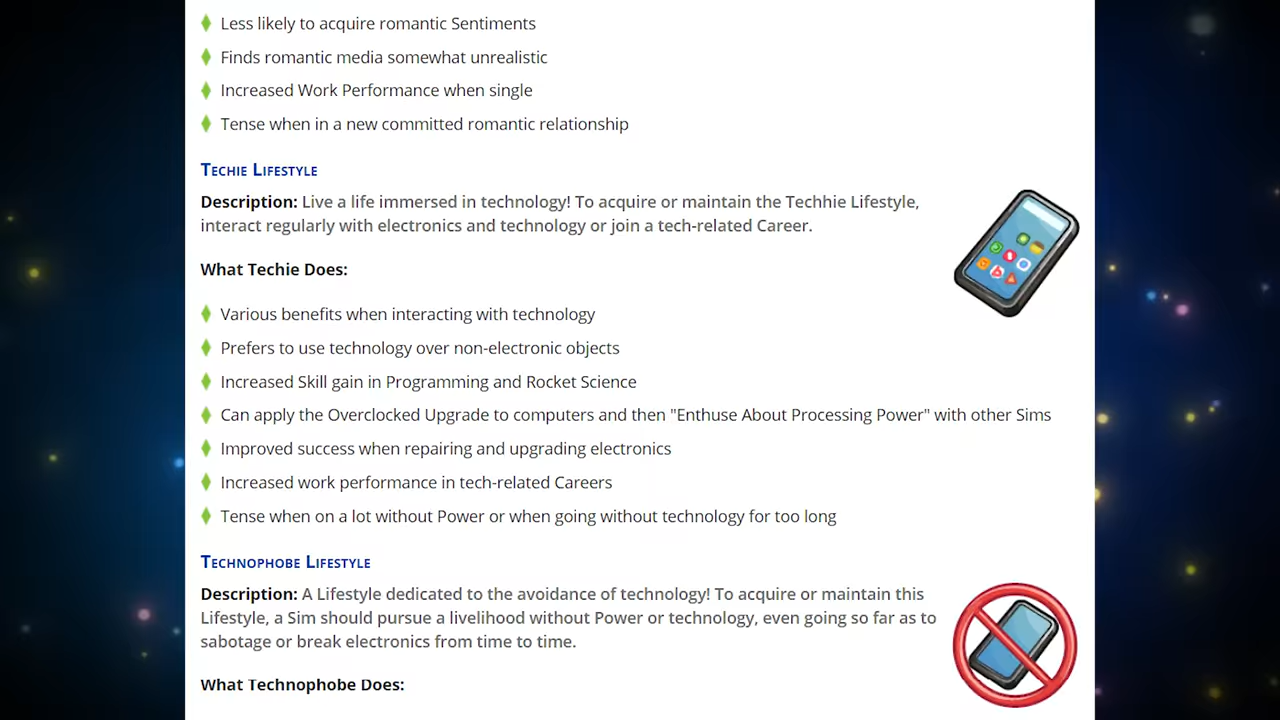 Less likely to acquire romantic Sentiments
Finds romantic media somewhat unrealistic
Increased Work Performance when single
Tense when in a new committed romantic relationship
Techie Lifestyle
Description: Live a life immersed in technology! To acquire or maintain the Techhie Lifestyle,
interact regularly with electronics and technology or join a tech-related Career.
What Techie Does:
Various benefits when interacting with technology
Prefers to use technology over non-electronic objects
Increased Skill gain in Programming and Rocket Science
Can apply the Overclocked Upgrade to computers and then "Enthuse About Processing Power" with other Sims
Improved success when repairing and upgrading electronics
Increased work performance in tech-related Careers
Tense when on a lot without Power or when going without technology for too long
Technophobe Lifestyle
Description: A Lifestyle dedicated to the avoidance of technology! To acquire or maintain this
Lifestyle, a Sim should pursue a livelihood without Power or technology, even going so far as to
sabotage or break electronics from time to time.
What Technophobe Does: